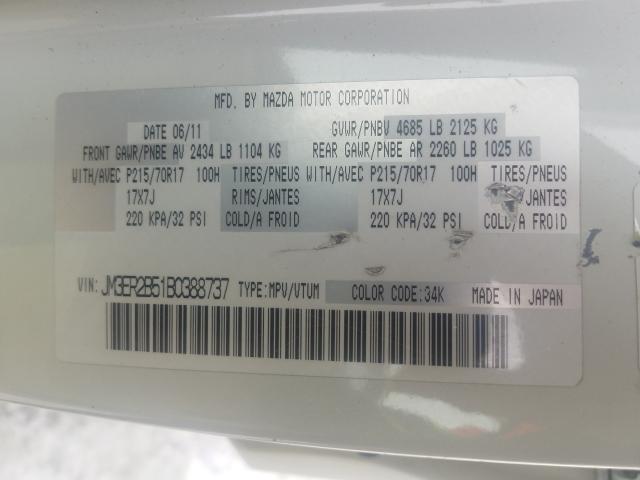 MFD. BY MAZDA MOTOR CORPORATION
DATE 06/11 GVWR/PNBV 4685 LB 2125 KG
FRONT GAWR/PNBE AV 2434 LB 1104 KG REAR GAWR/PNBE AR 2260 LB 1025 KG
WITH/AVEC P215/70R17 100H TIRES/PNEUS WITH/AVEC P215/70R17 100H TIRES/PNEUS
17X7J RIMS/JANTES 17X7J /JANTES
220 KPA/32 PSI COLD/A FROID 220 KPA/32 PSI COLD/A FROID
VIN: JM3ER2B51B0388737 TYPE:MPV/VTUM COLOR CODE:34K MADE IN JAPAN